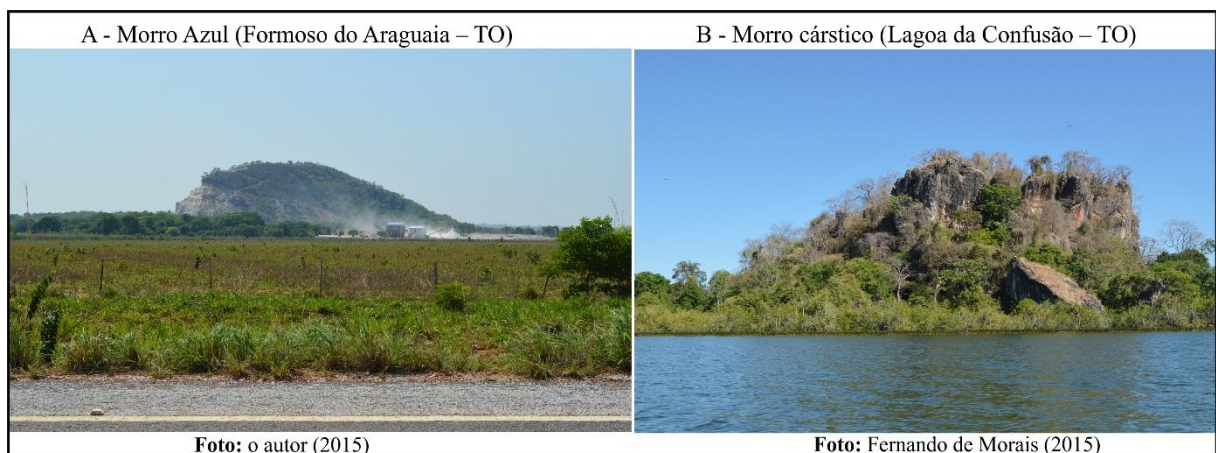 A - Morro Azul (Formoso do Araguaia – TO)
B - Morro cárstico (Lagoa da Confusão – TO)
Foto: o autor (2015)
Foto: Fernando de Morais (2015)